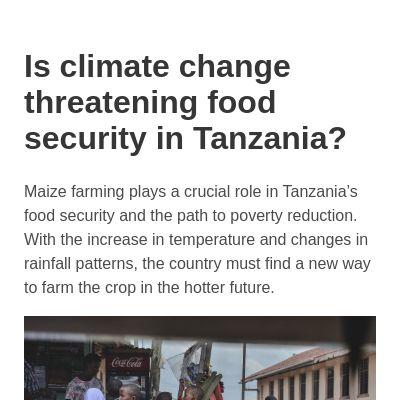 Is climate change
threatening food
security in Tanzania?
Maize farming plays a crucial role in Tanzania's
food security and the path to poverty reduction.
With the increase in temperature and changes in
rainfall patterns, the country must find a new way
to farm the crop in the hotter future.
Coca-Cola